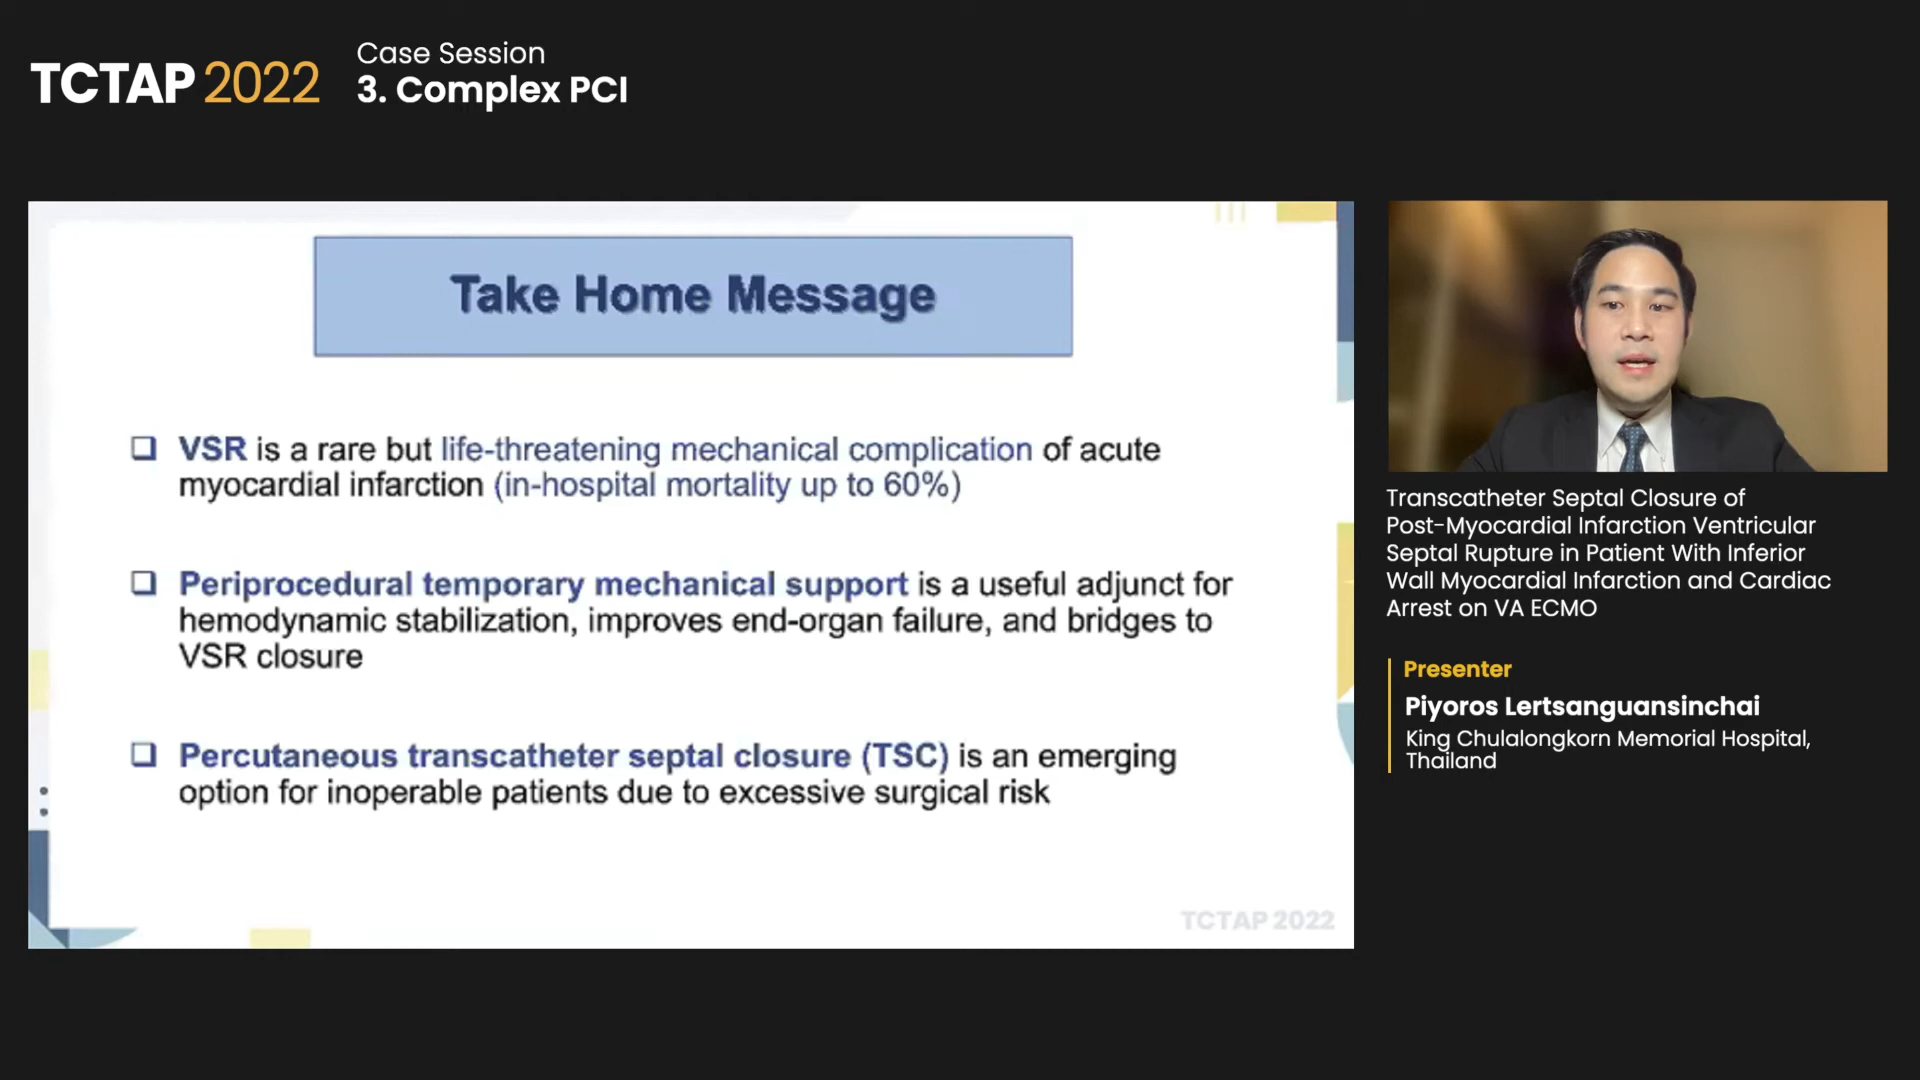 TCTAP 2022
Case Session
3. Complex PCI
Take Home Message
VSR is a rare but life-threatening mechanical complication of acute
myocardial infarction (in-hospital mortality up to 60%)
Periprocedural temporary mechanical support is a useful adjunct for
hemodynamic stabilization, improves end-organ failure, and bridges to
VSR closure
Percutaneous transcatheter septal closure (TSC) is an emerging
option for inoperable patients due to excessive surgical risk
TCTAP 2022
Transcatheter Septal Closure of
Post-Myocardial Infarction Ventricular
Septal Rupture in Patient With Inferior
Wall Myocardial Infarction and Cardiac
Arrest on VA ECMO
Presenter
Piyoros Lertsanguansinchai
King Chulalongkorn Memorial Hospital,
Thailand